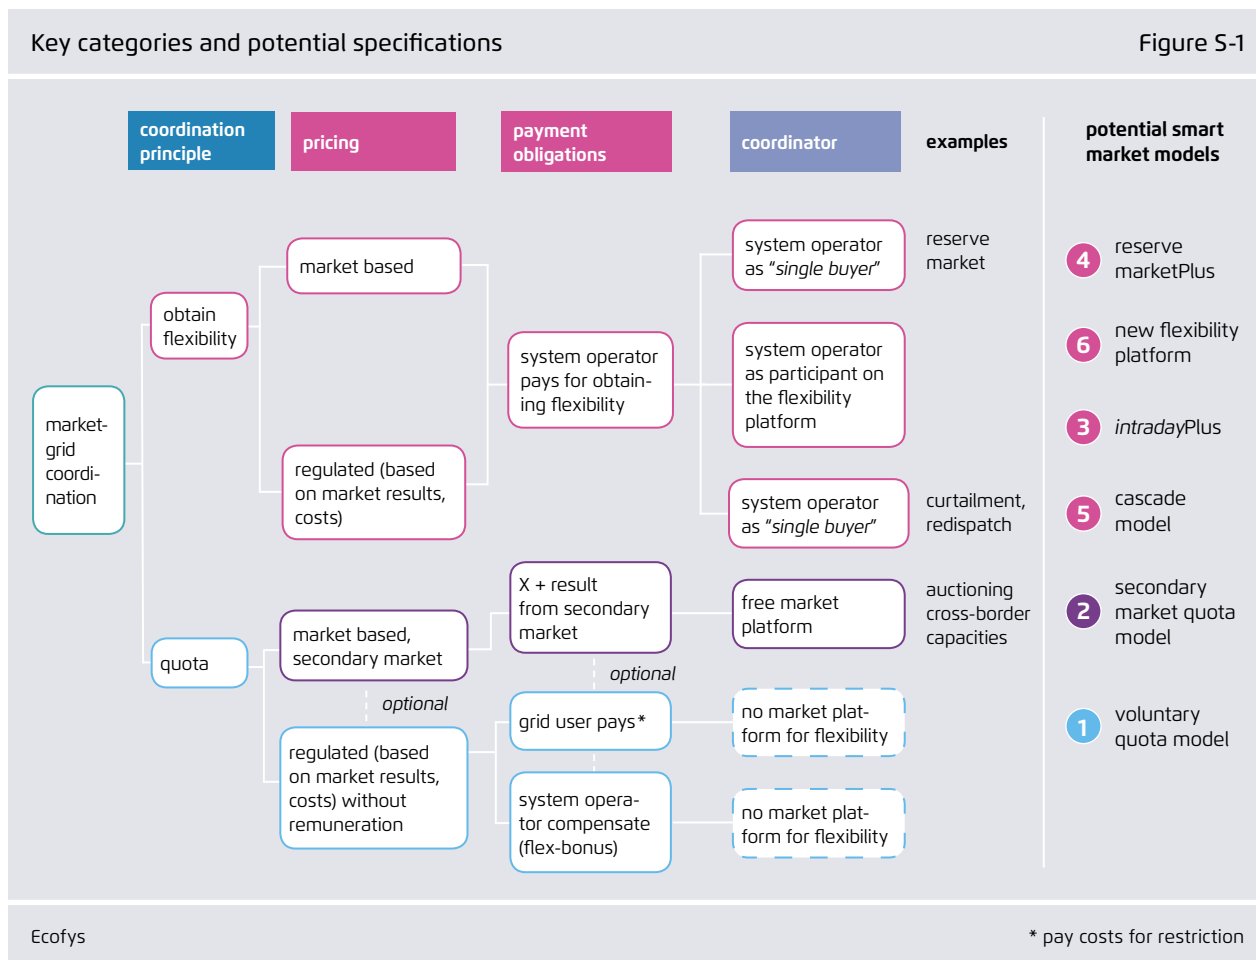 Key categories and potential specifications
Figure S-1
coordination
principle
pricing
payment
obligations
coordinator
examples
potential smart
market models
market-
grid
coordi-
nation
obtain
flexibility
quota
market based
regulated (based
on market results,
costs)
market based,
secondary market
optional
regulated (based
on market results,
costs) without
remuneration
system operator
pays for obtain-
ing flexibility
X + result
from secondary
market
optional
grid user pays*
system opera-
tor compensate
(flex-bonus)
system operator
as “single buyer”
system operator
as participant on
the flexibility
platform
system operator
as “single buyer”
free market
platform
no market plat-
form for flexibility
no market plat-
form for flexibility
reserve
market
curtailment,
redispatch
auctioning
cross-border
capacities
4 reserve
marketPlus
6 new flexibility
platform
3 intradayPlus
5 cascade
model
2 secondary
market quota
model
1 voluntary
quota model
Ecofys
* pay costs for restriction